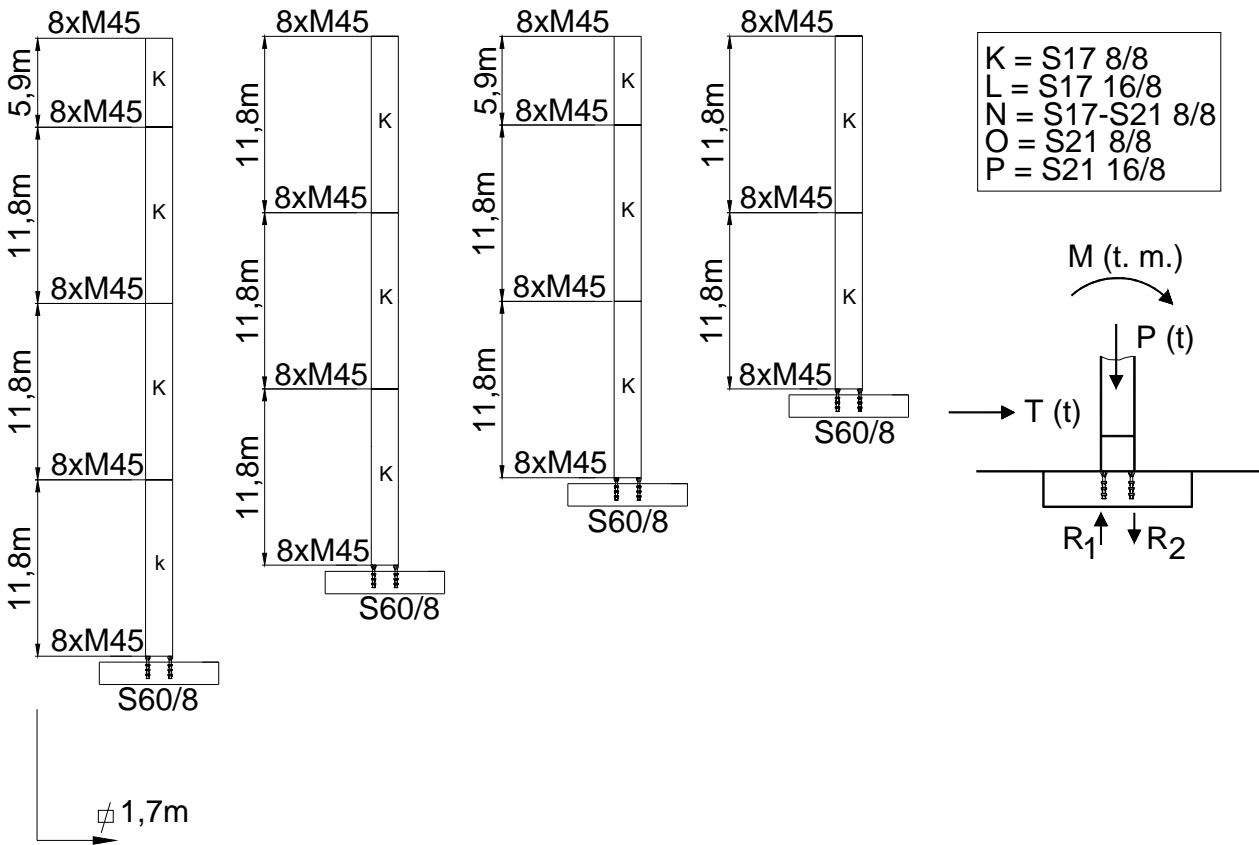 8xM45
5,9m
K
8xM45
11,8m
K
8xM45
11,8m
K
8xM45
11,8m
k
8xM45
S60/8
8xM45
11,8m
K
8xM45
11,8m
K
8xM45
11,8m
K
8xM45
S60/8
8xM45
5,9m
K
8xM45
11,8m
K
8xM45
11,8m
K
8xM45
S60/8
8xM45
11,8m
K
8xM45
11,8m
K
8xM45
S60/8
K = S17 8/8
L = S17 16/8
N = S17-S21 8/8
O = S21 8/8
P = S21 16/8
M (t. m.)
P (t)
T (t)
R1 R2
1,7m